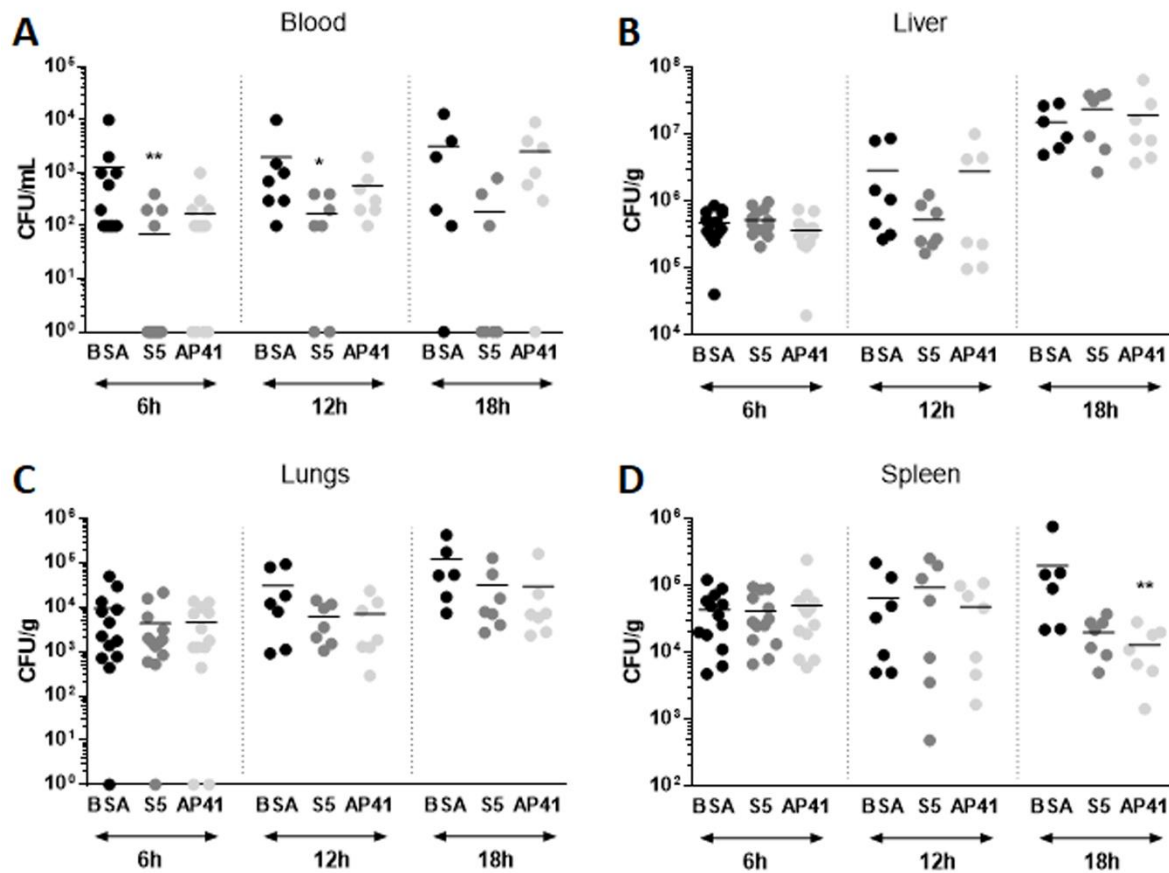 A
Blood
CFU/mL
10⁵
10⁴
10³
10²
10¹
10⁰
**
*
BSA S5 AP41 BSA S5 AP41 BSA S5 AP41
6h 12h 18h
B
Liver
CFU/g
10⁸
10⁷
10⁶
10⁵
10⁴
BSA S5 AP41 BSA S5 AP41 BSA S5 AP41
6h 12h 18h
C
Lungs
CFU/g
10⁶
10⁵
10⁴
10³
10²
10¹
10⁰
BSA S5 AP41 BSA S5 AP41 BSA S5 AP41
6h 12h 18h
D
Spleen
CFU/g
10⁶
10⁵
10⁴
10³
10²
**
BSA S5 AP41 BSA S5 AP41 BSA S5 AP41
6h 12h 18h